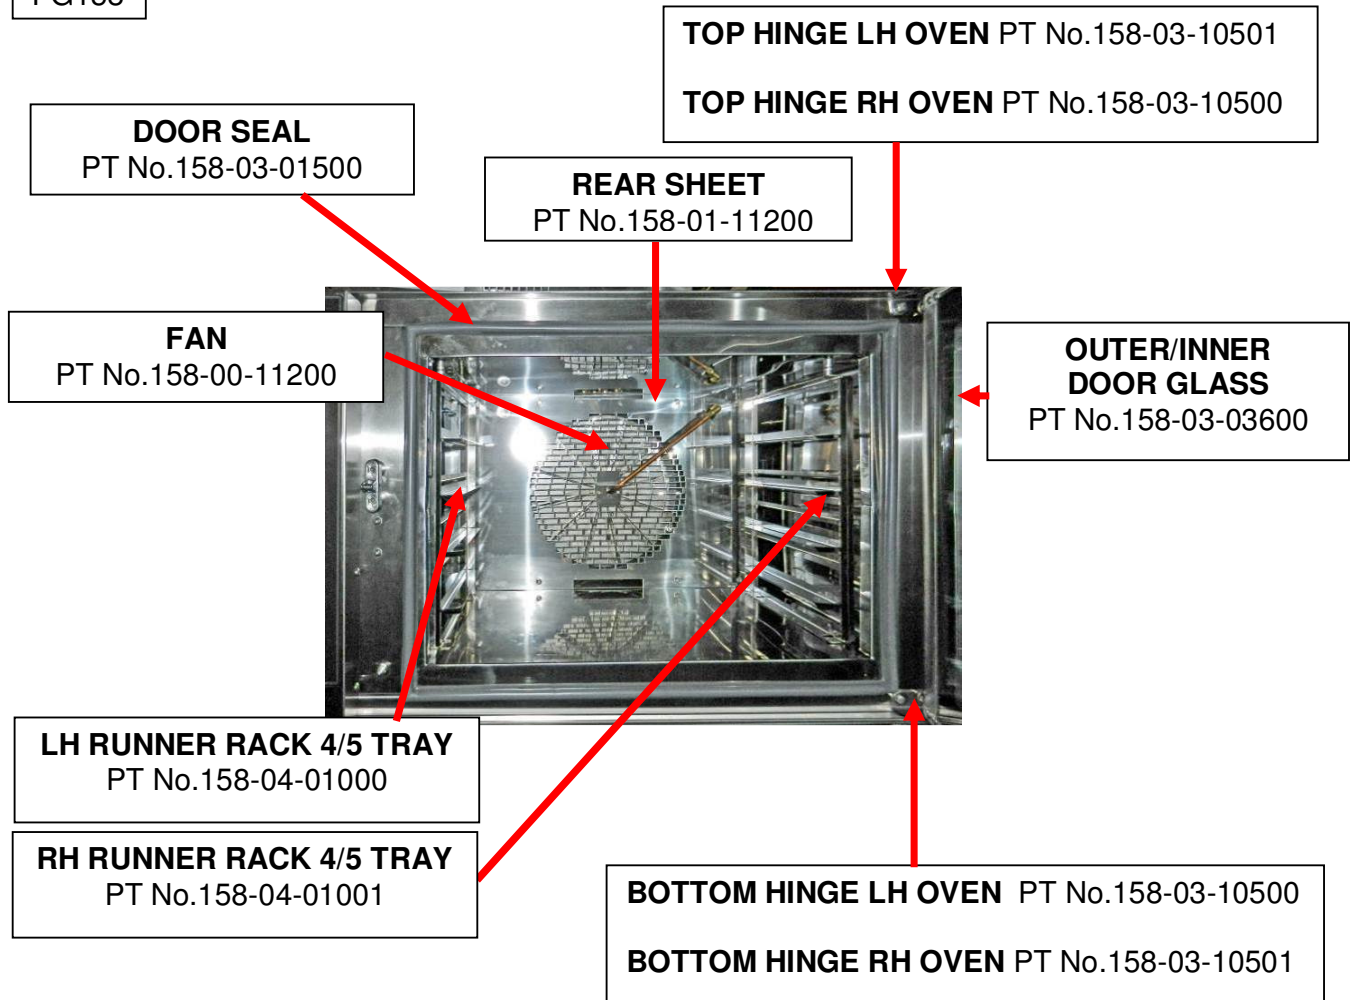 TOP HINGE LH OVEN PT No.158-03-10501
TOP HINGE RH OVEN PT No.158-03-10500
DOOR SEAL
PT No.158-03-01500
REAR SHEET
PT No.158-01-11200
FAN
PT No.158-00-11200
OUTER/INNER
DOOR GLASS
PT No.158-03-03600
LH RUNNER RACK 4/5 TRAY
PT No.158-04-01000
RH RUNNER RACK 4/5 TRAY
PT No.158-04-01001
BOTTOM HINGE LH OVEN PT No.158-03-10500
BOTTOM HINGE RH OVEN PT No.158-03-10501